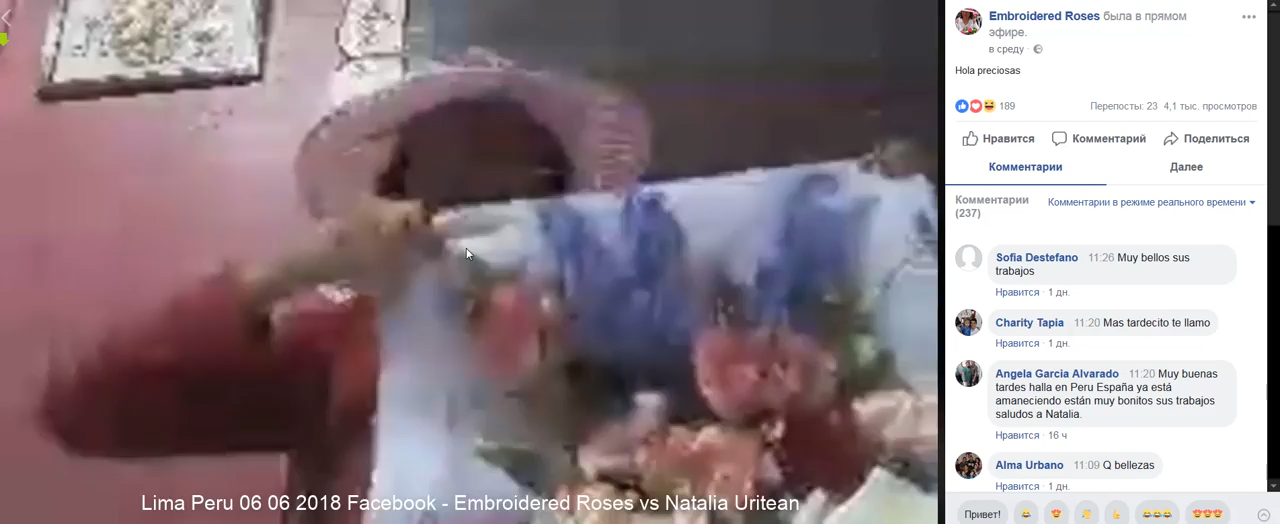 Lima Peru 06 06 2018 Facebook - Embroidered Roses vs Natalia Uritean
Embroidered Roses была в прямом
эфире.
в среду ·
Hola preciosas
189
Перепосты: 23 4,1 тыс. просмотров
Нравится Комментарий Поделиться
Комментарии Далее
Комментарии
(237)
Комментарии в режиме реального времени
Sofia Destefano 11:26 Muy bellos sus
trabajos
Нравится · 1 дн.
Charity Tapia 11:20 Mas tardecito te llamo
Нравится · 1 дн.
Angela Garcia Alvarado 11:20 Muy buenas
tardes halla en Peru España ya está
amaneciendo están muy bonitos sus trabajos
saludos a Natalia.
Нравится · 16 ч
Alma Urbano 11:09 Q bellezas
Нравится · 1 дн.
Привет!